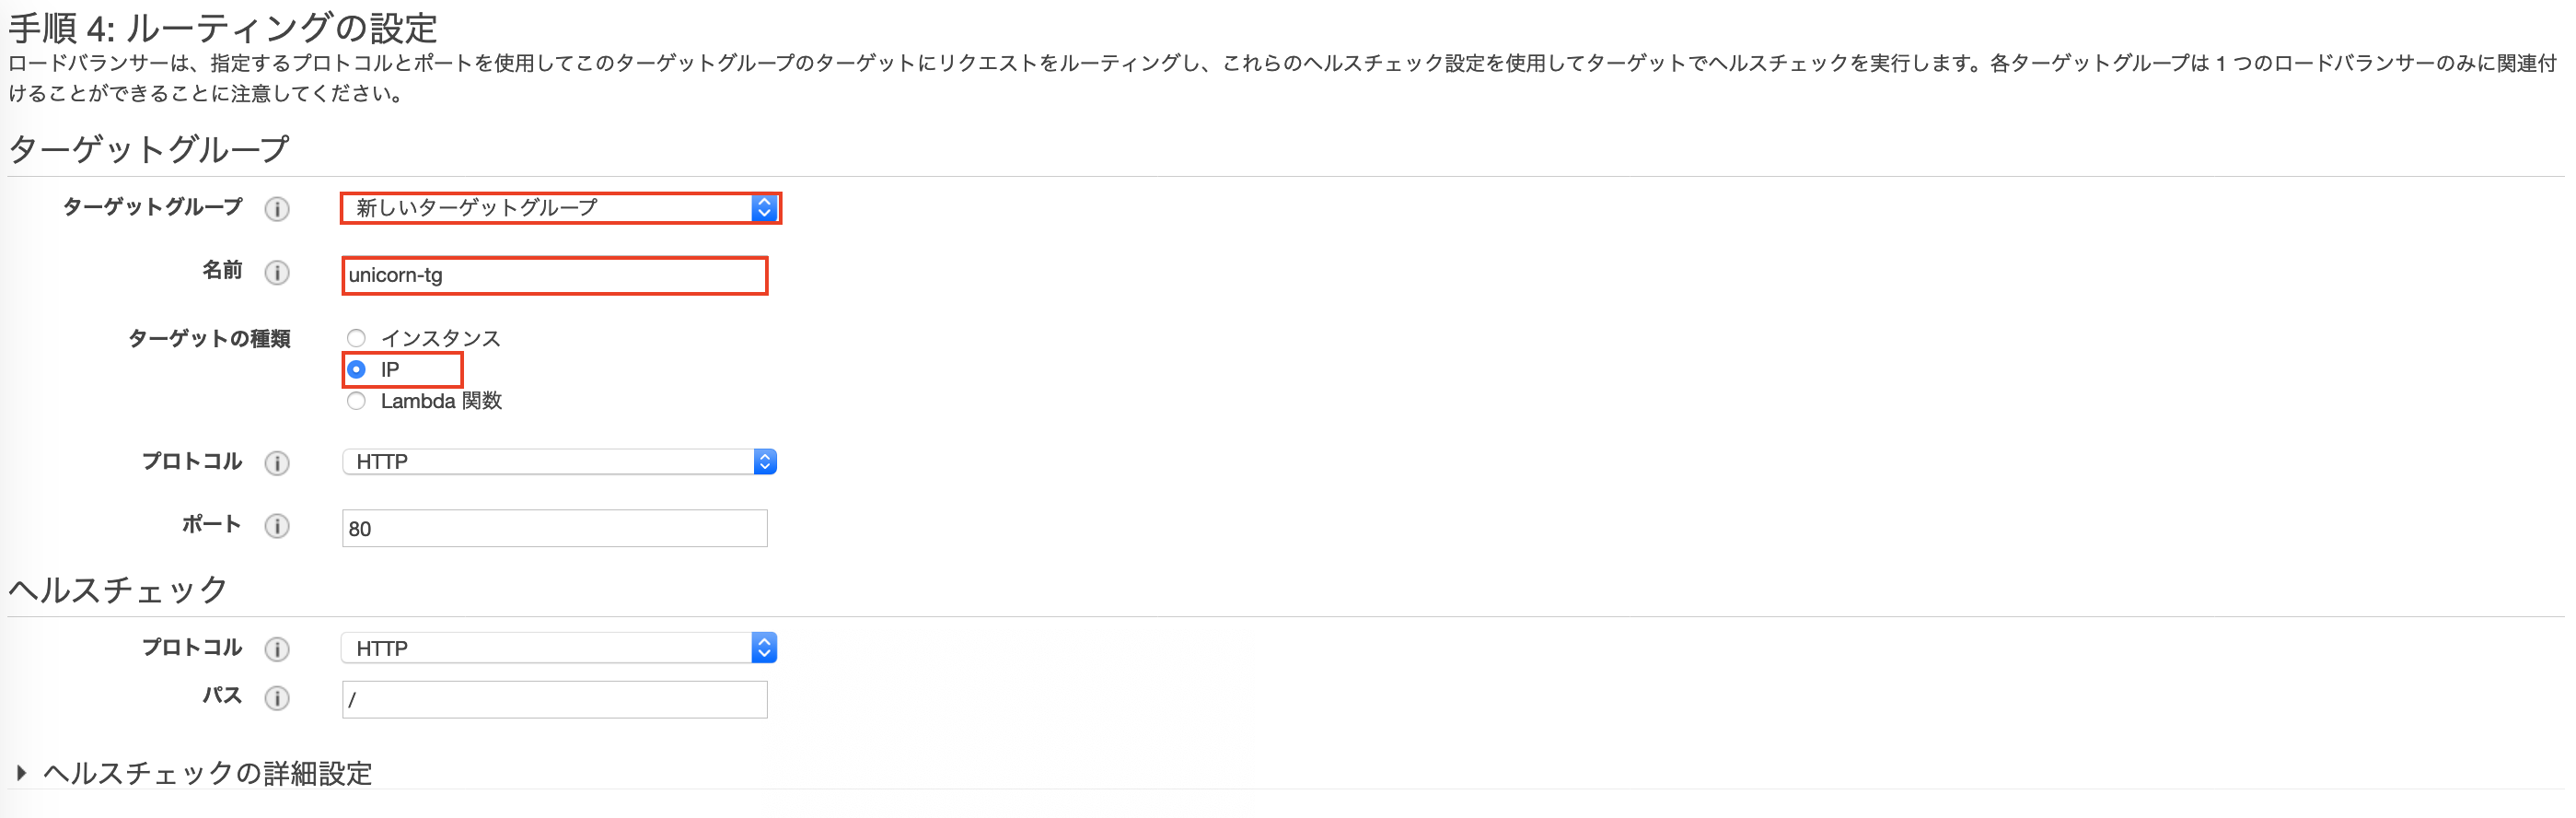 手順 4: ルーティングの設定
ロードバランサーは、指定するプロトコルとポートを使用してこのターゲットグループのターゲットにリクエストをルーティングし、これらのヘルスチェック設定を使用してターゲットでヘルスチェックを実行します。各ターゲットグループは 1 つのロードバランサーのみに関連付
けることができることに注意してください。
ターゲットグループ
ターゲットグループ 新しいターゲットグループ
名前 unicorn-tg
ターゲットの種類 インスタンス
IP
Lambda 関数
プロトコル HTTP
ポート 80
ヘルスチェック
プロトコル HTTP
パス /
ヘルスチェックの詳細設定